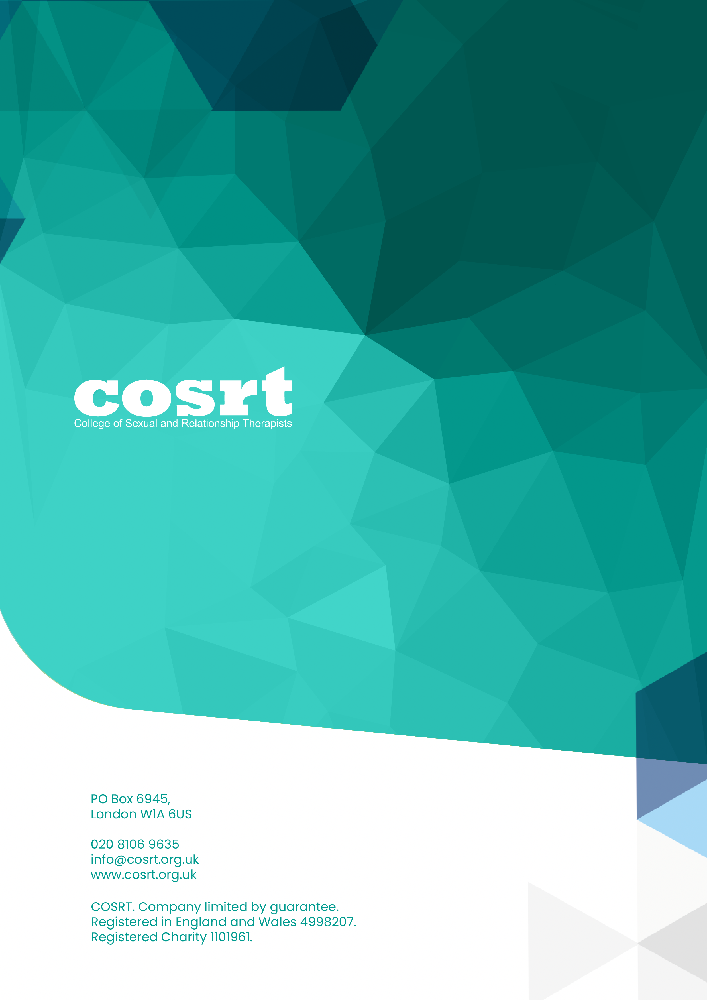 cosrt
College of Sexual and Relationship Therapists
PO Box 6945,
London W1A 6US
020 8106 9635
info@cosrt.org.uk
www.cosrt.org.uk
COSRT. Company limited by guarantee.
Registered in England and Wales 4998207.
Registered Charity 1101961.